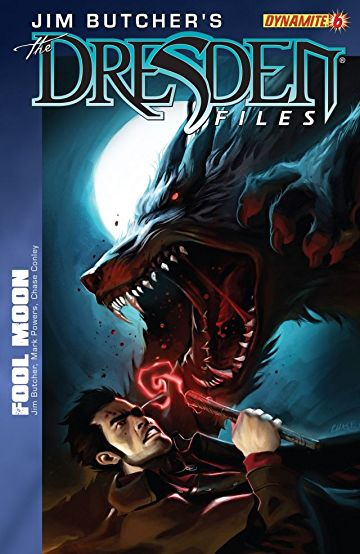 JIM BUTCHER'S
DYNAMITE® 6
The
DRESDEN®
FILES
FOOL MOON
Jim Butcher, Mark Powers, Chase Conley